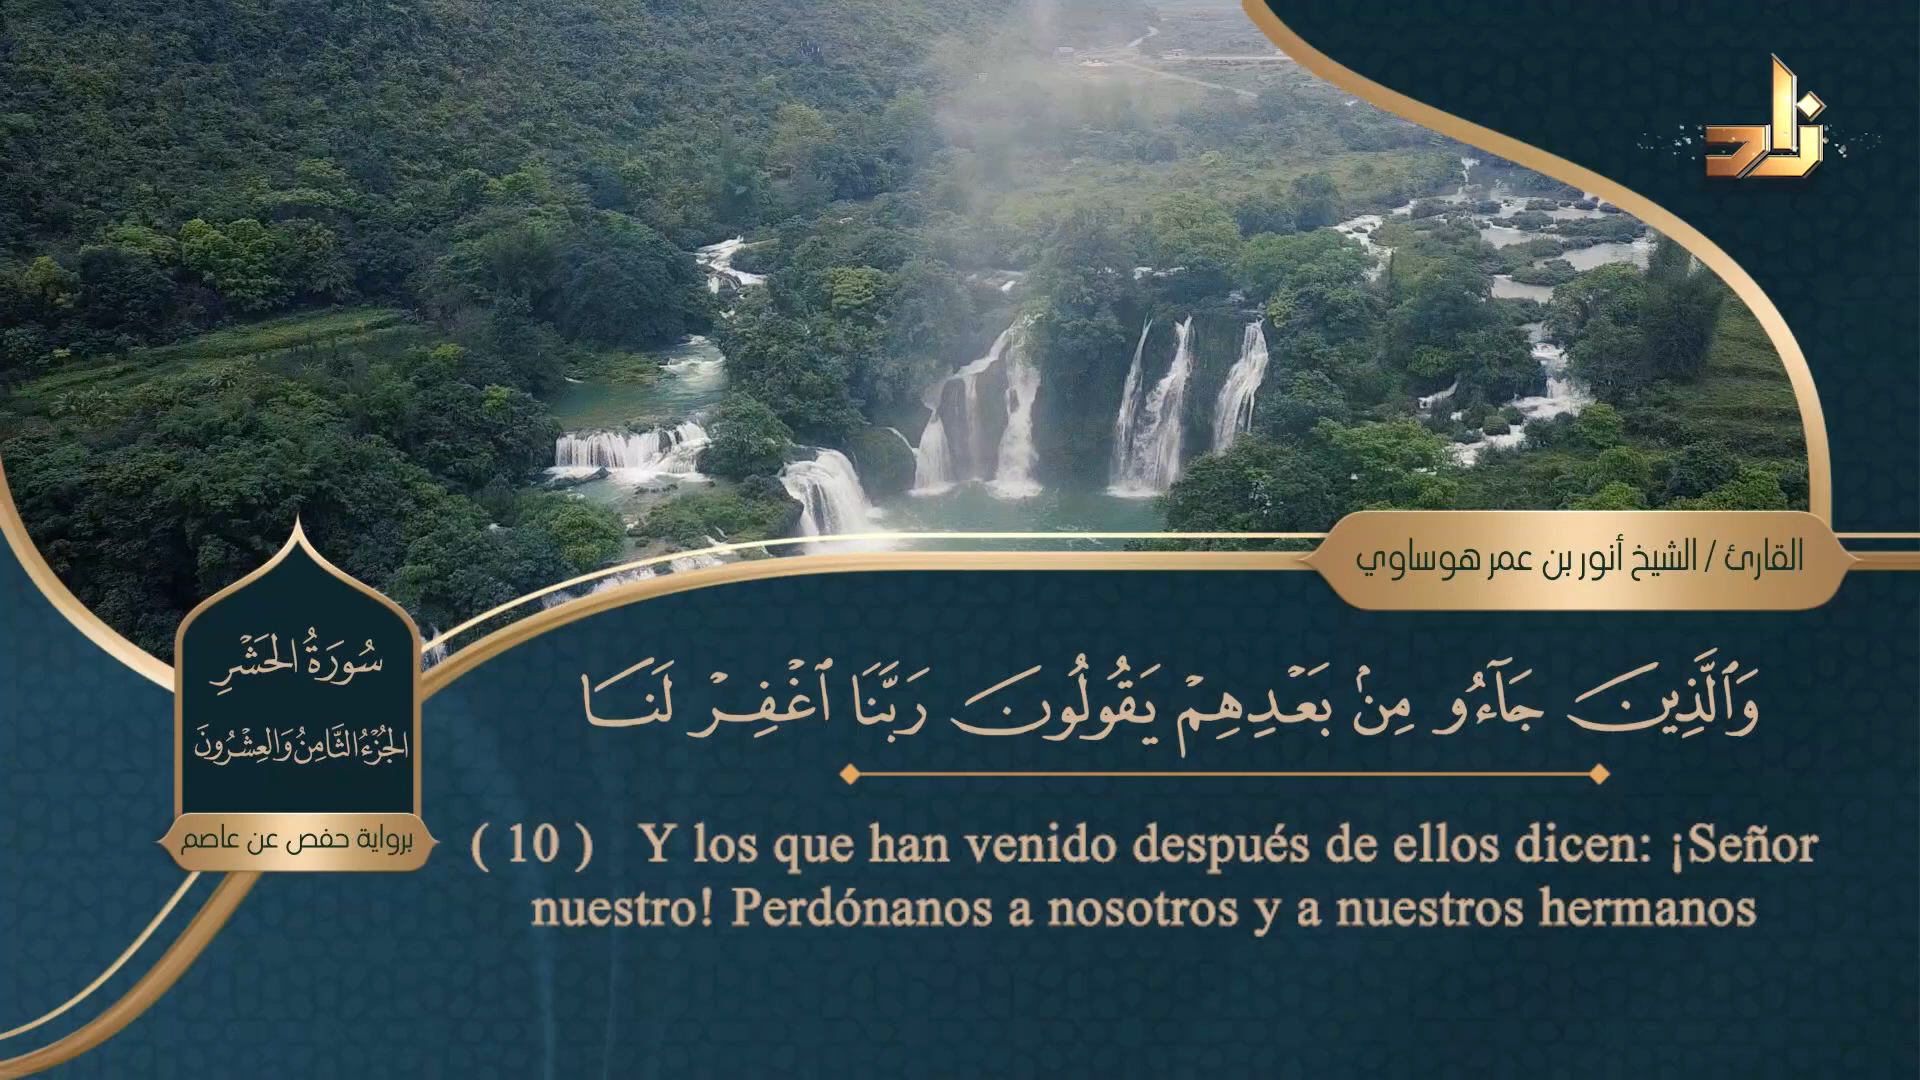 زاد
القارئ / الشيخ أنور بن عمر هوساوي
سُورَةُ الحَشْرِ
الجُزْءُ الثَّامِنُ وَالعِشْرُونَ
برواية حفص عن عاصم
وَٱلَّذِينَ جَآءُو مِنۢ بَعْدِهِمْ يَقُولُونَ رَبَّنَا ٱغْفِرْ لَنَا
( 10 ) Y los que han venido después de ellos dicen: ¡Señor
nuestro! Perdónanos a nosotros y a nuestros hermanos